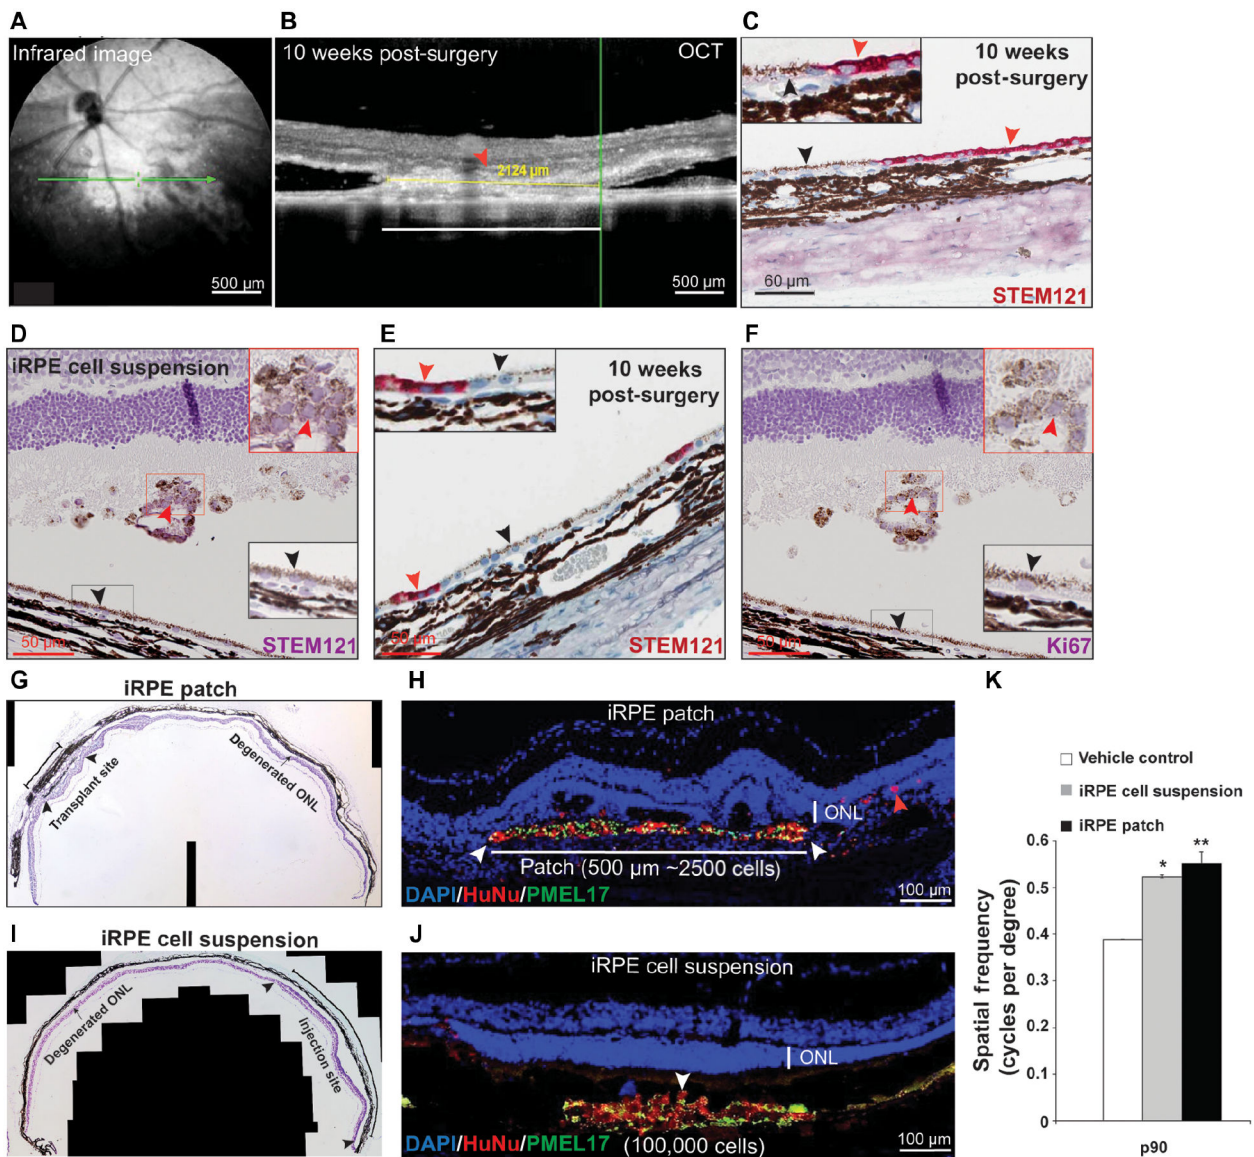 A
Infrared image
500 µm
B
10 weeks post-surgery
OCT
2124 µm
500 µm
C
10 weeks
post-surgery
60 µm
STEM121
D
iRPE cell suspension
50 µm
STEM121
E
10 weeks
post-surgery
50 µm
STEM121
F
50 µm
Ki67
G
iRPE patch
Transplant site
Degenerated ONL
H
iRPE patch
ONL
Patch (500 µm ~2500 cells)
DAPI/HuNu/PMEL17
100 µm
I
iRPE cell suspension
Degenerated ONL
Injection site
J
iRPE cell suspension
ONL
DAPI/HuNu/PMEL17
(100,000 cells)
100 µm
K
Vehicle control
iRPE cell suspension
iRPE patch
Spatial frequency
(cycles per degree)
0.6
0.5
0.4
0.3
0.2
0.1
0
*
**
p90